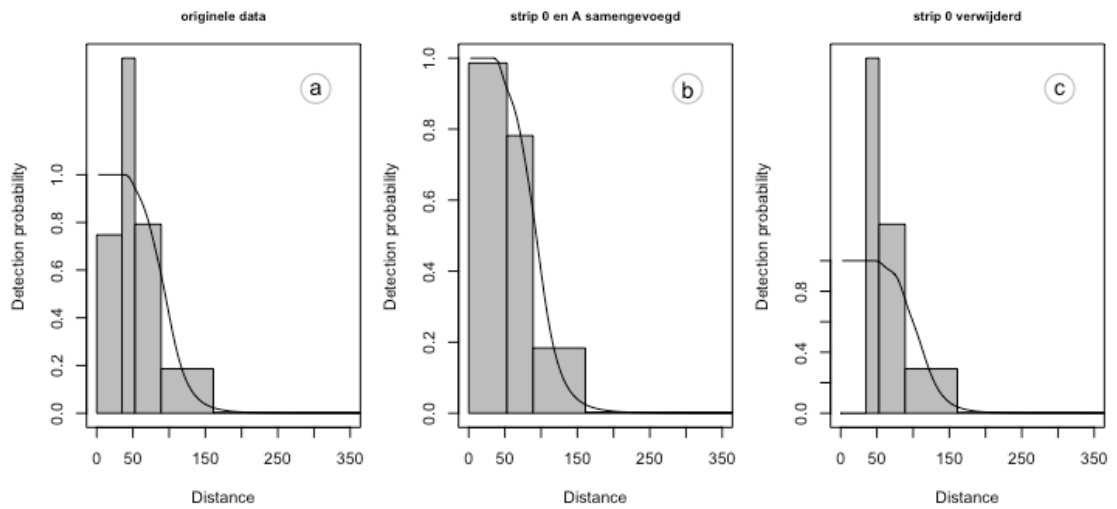 originele data
a
Detection probability
0.0 0.2 0.4 0.6 0.8 1.0
0 50 150 250 350
Distance
strip 0 en A samengevoegd
b
Detection probability
0.0 0.2 0.4 0.6 0.8 1.0
0 50 150 250 350
Distance
strip 0 verwijderd
c
Detection probability
0.0 0.4 0.8
0 50 150 250 350
Distance